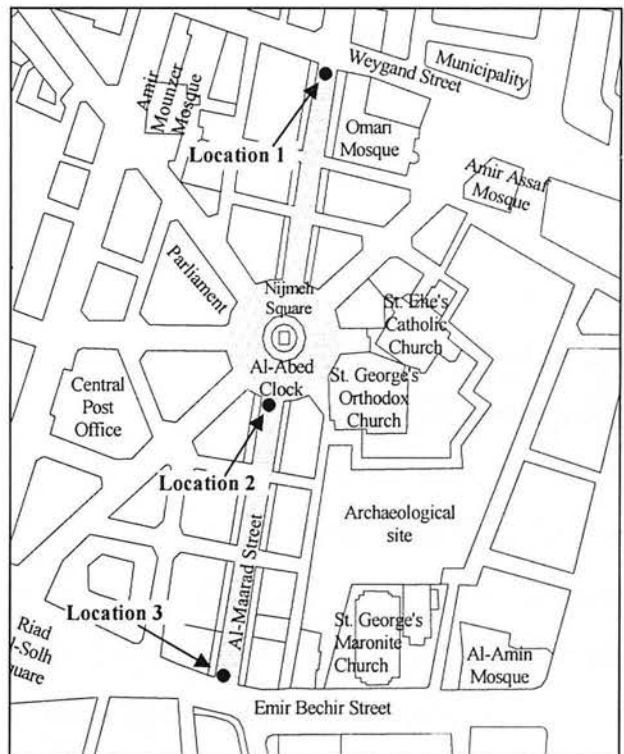 Weygand Street
Municipality
Amir
Mounzer
Mosque
Location 1
Omari
Mosque
Amir Assaf
Mosque
Parliament
Nijmeh
Square
St. Elie's
Catholic
Church
Al-Abed
Clock
St. George's
Orthodox
Church
Central
Post
Office
Location 2
Archaeological
site
Al-Maarad Street
Location 3
Riad
l-Solh
quare
St. George's
Maronite
Church
Al-Amin
Mosque
Emir Bechir Street